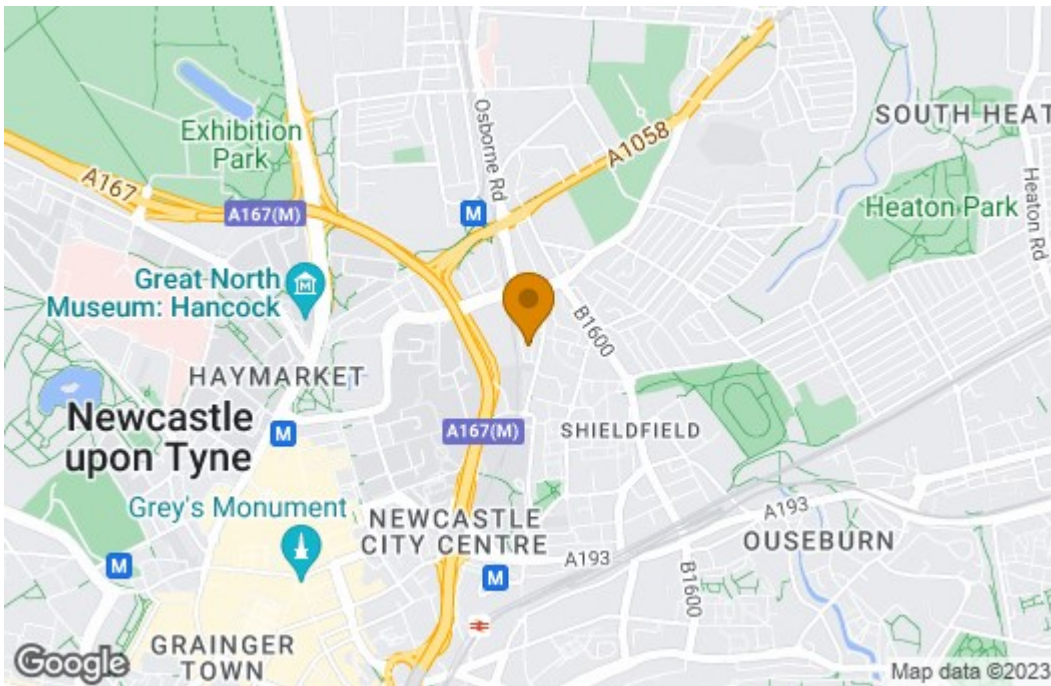 Exhibition
Park
A167
A167(M)
M
Osborne Rd
A1058
SOUTH HEAT
Heaton Park
Heaton Rd
Great North
Museum: Hancock
B1600
HAYMARKET
M
Newcastle
upon Tyne
A167(M)
SHIELDFIELD
Grey's Monument
NEWCASTLE
CITY CENTRE
A193
OUSEBURN
A193
M
M
B1600
GRAINGER
TOWN
Google
Map data ©2023